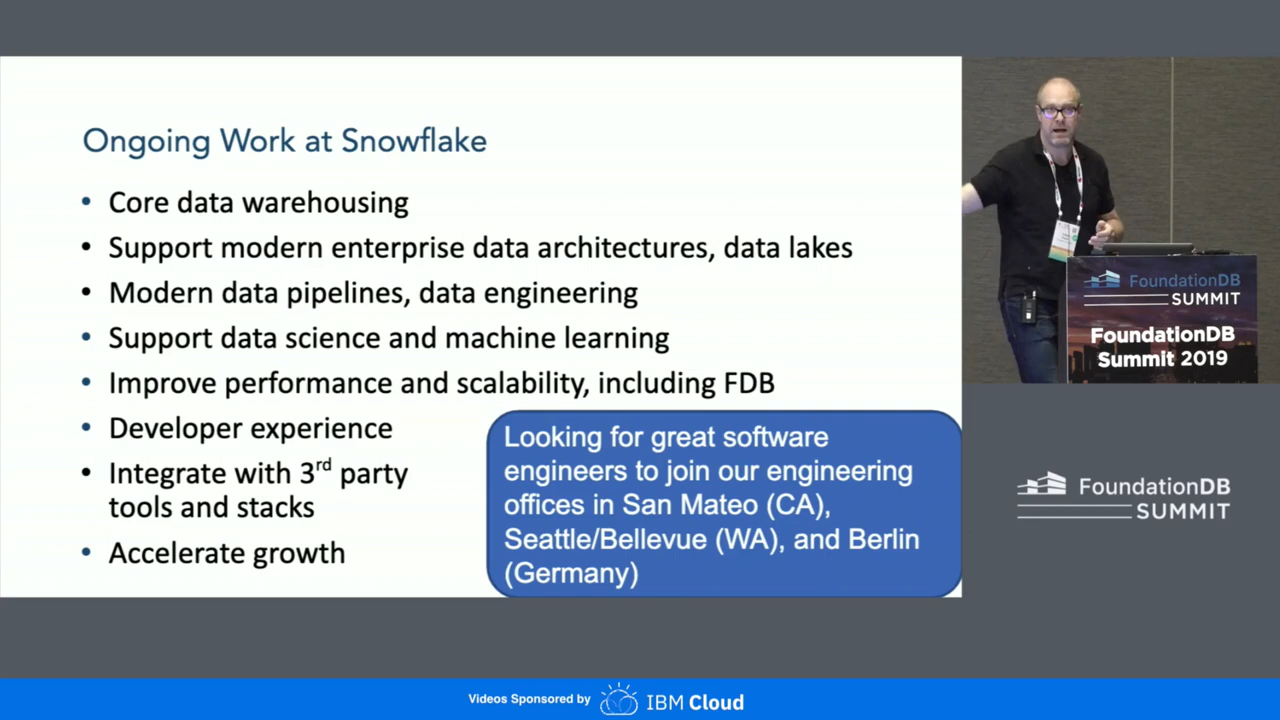 Ongoing Work at Snowflake
• Core data warehousing
• Support modern enterprise data architectures, data lakes
• Modern data pipelines, data engineering
• Support data science and machine learning
• Improve performance and scalability, including FDB
• Developer experience
• Integrate with 3rd party
tools and stacks
• Accelerate growth
Looking for great software
engineers to join our engineering
offices in San Mateo (CA),
Seattle/Bellevue (WA), and Berlin
(Germany)
FoundationDB
SUMMIT
FoundationDB
Summit 2019
FoundationDB
SUMMIT
Videos Sponsored by IBM Cloud